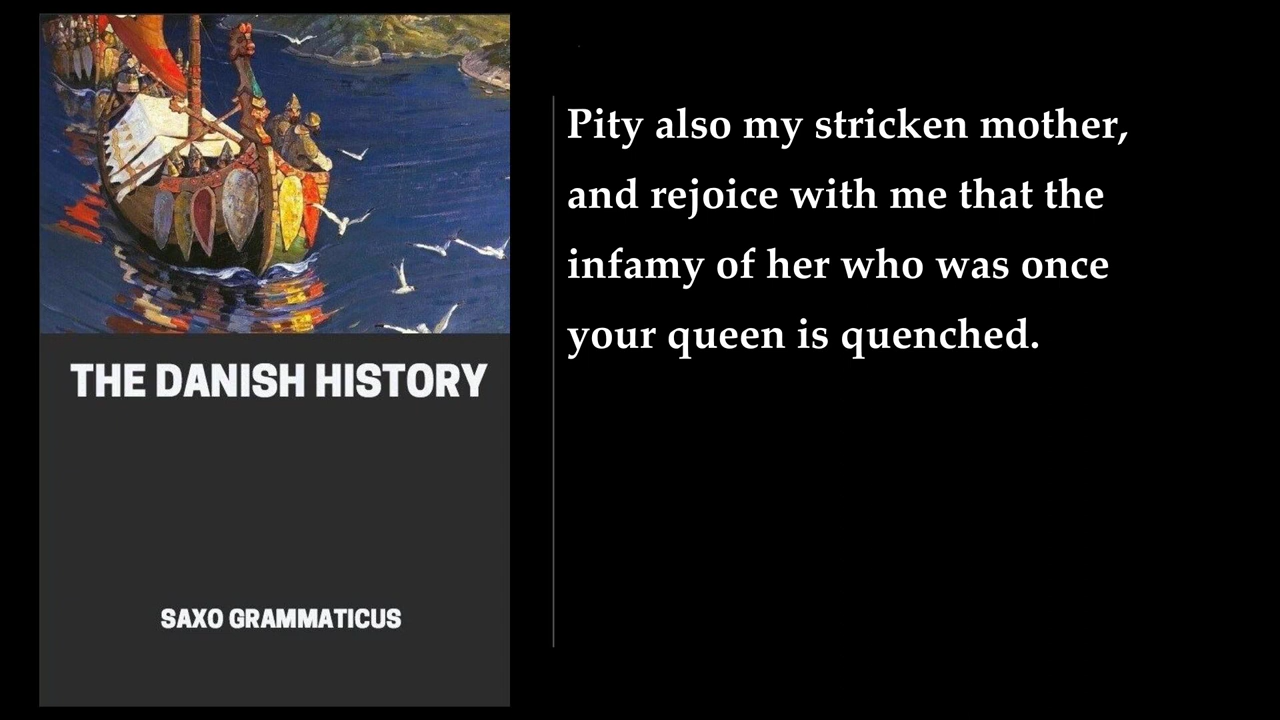 THE DANISH HISTORY
SAXO GRAMMATICUS
Pity also my stricken mother,
and rejoice with me that the
infamy of her who was once
your queen is quenched.